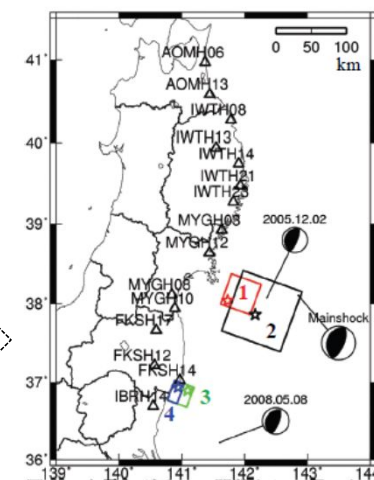 0 50 100
km
41°
AOMH06
AOMH13
IWTH08
40°
IWTH13
IWTH14
IWTH21
IWTH23
39°
MYGH03
2005.12.02
MYGH12
MYGH08
MYGH10
38°
1
2
Mainshock
FKSH17
FKSH12
FKSH14
37°
IBRH14
3
4
2008.05.08
36°
139° 140° 141° 142° 143° 144